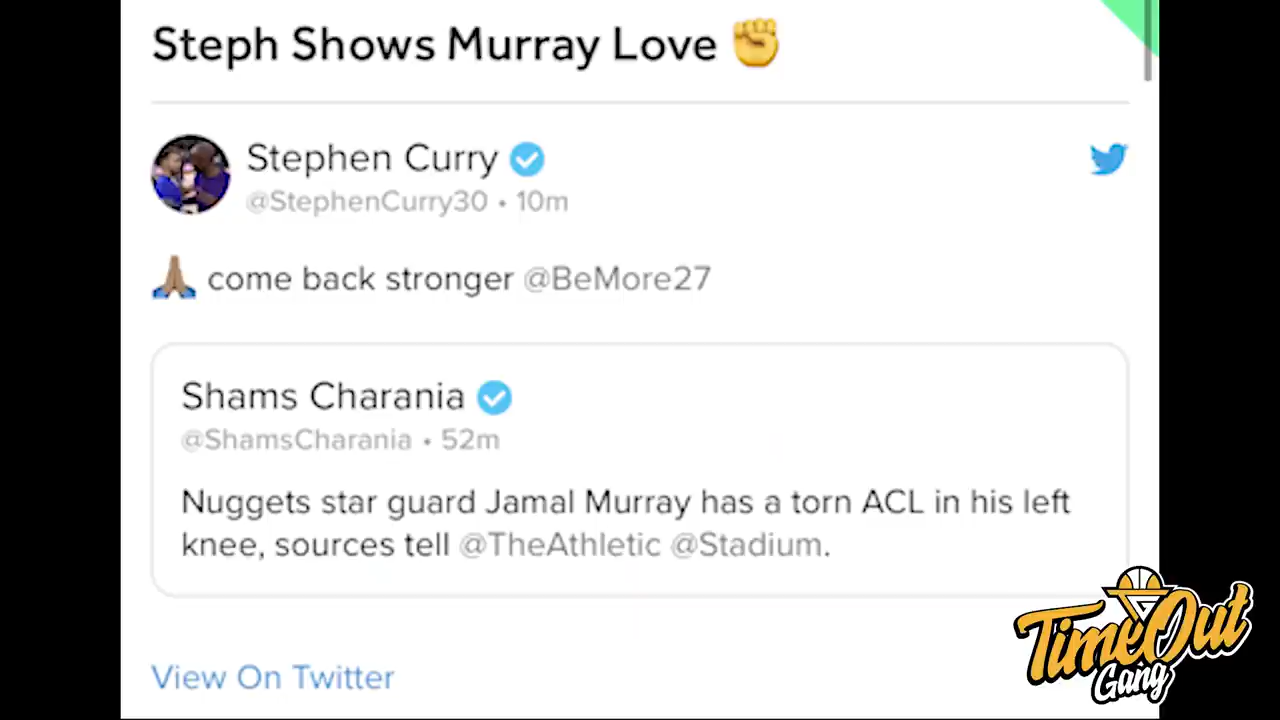 Steph Shows Murray Love ✊
Stephen Curry
@StephenCurry30 • 10m
🙏🏽 come back stronger @BeMore27
Shams Charania
@ShamsCharania • 52m
Nuggets star guard Jamal Murray has a torn ACL in his left
knee, sources tell @TheAthletic @Stadium.
View On Twitter
TimeOut
Gang